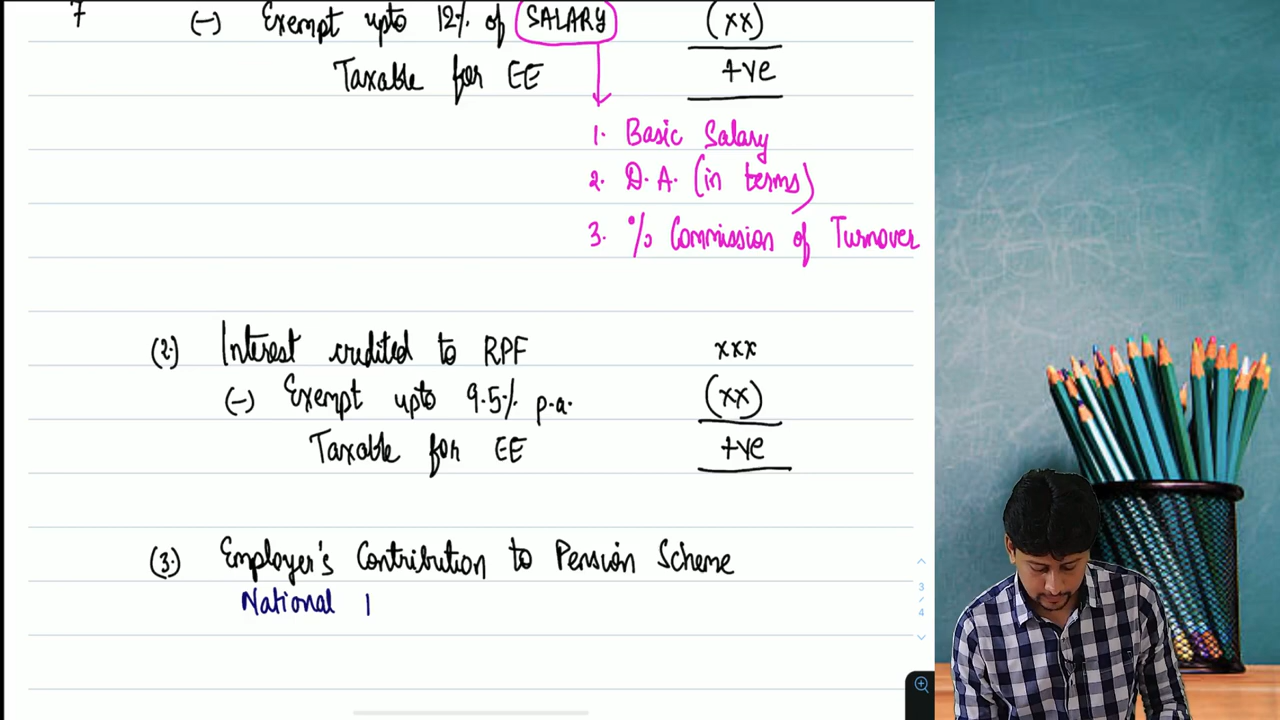 7
(-) Exempt upto 12% of SALARY (xx)
Taxable for EE +ve
1. Basic Salary
2. D.A. (in terms)
3. % Commission of Turnover
(2.) Interest credited to RPF xxx
(-) Exempt upto 9.5% p.a. (xx)
Taxable for EE +ve
(3.) Employer's Contribution to Pension Scheme
National
3
/
4